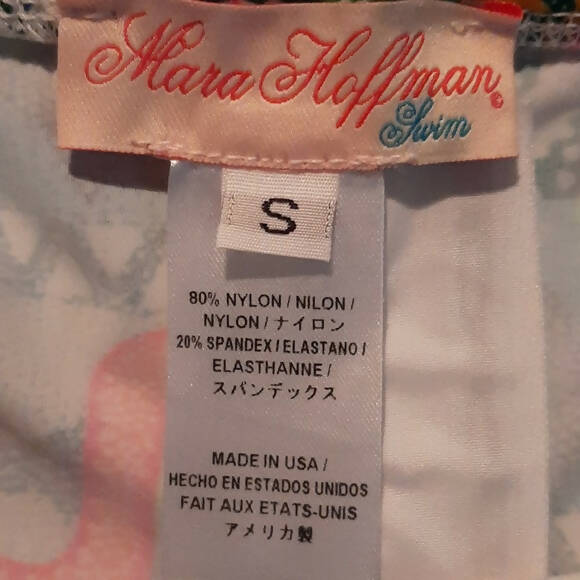 Mara Hoffman
Swim
S
80% NYLON / NILON /
NYLON / ナイロン
20% SPANDEX / ELASTANO /
ELASTHANNE /
スパンデックス
MADE IN USA /
HECHO EN ESTADOS UNIDOS
FAIT AUX ETATS-UNIS
アメリカ製